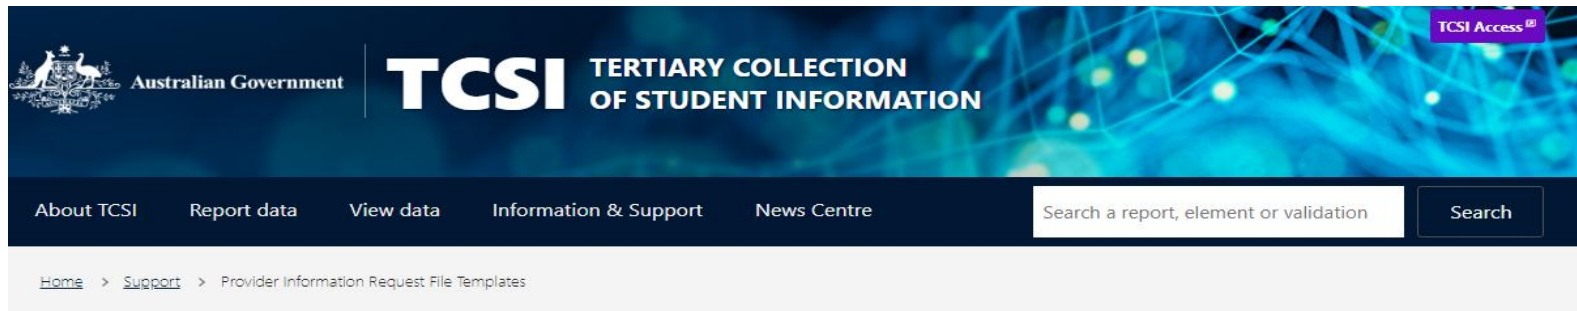 TCSI Access
Australian Government
TCSI
TERTIARY COLLECTION
OF STUDENT INFORMATION
About TCSI Report data View data Information & Support News Centre Search a report, element or validation Search
Home > Support > Provider Information Request File Templates